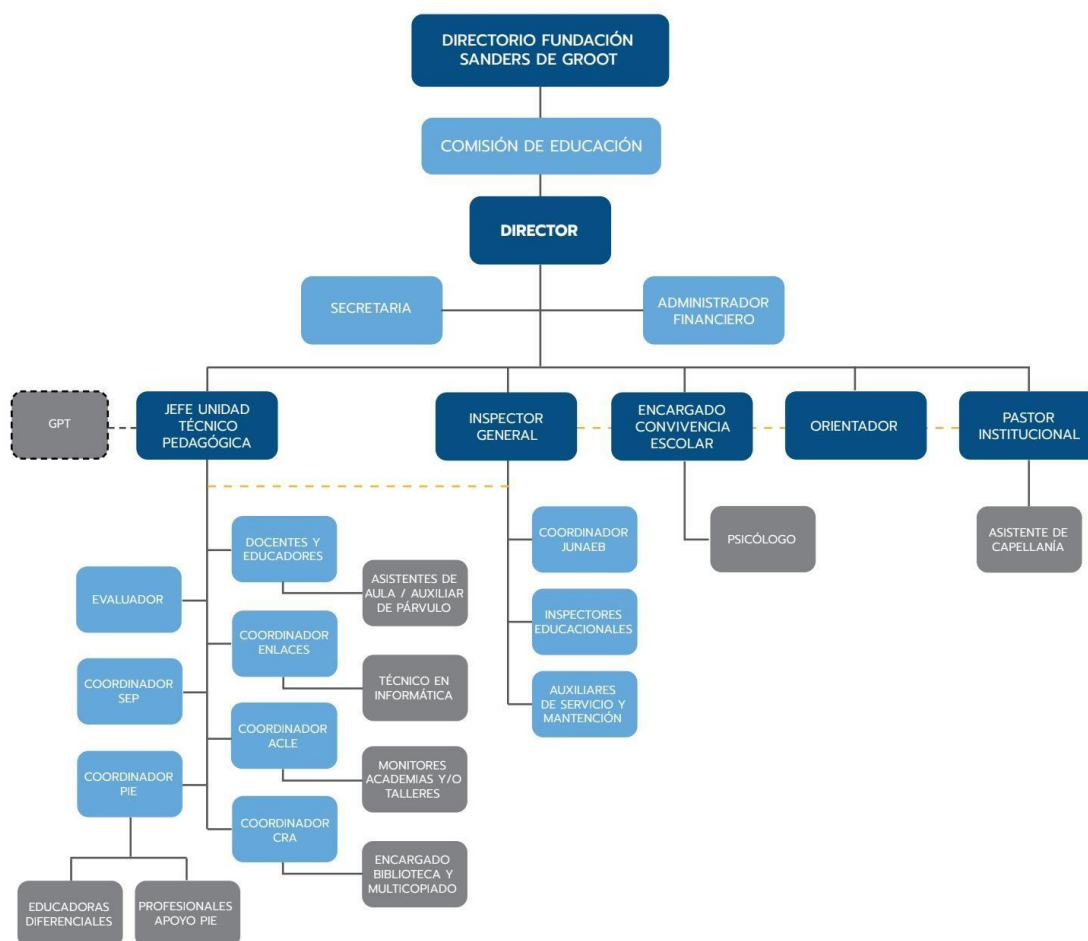 DIRECTORIO FUNDACIÓN
SANDERS DE GROOT
COMISIÓN DE EDUCACIÓN
DIRECTOR
SECRETARIA
ADMINISTRADOR
FINANCIERO
GPT
JEFE UNIDAD
TÉCNICO
PEDAGÓGICA
INSPECTOR
GENERAL
ENCARGADO
CONVIVENCIA
ESCOLAR
ORIENTADOR
PASTOR
INSTITUCIONAL
DOCENTES Y
EDUCADORES
ASISTENTES DE
AULA / AUXILIAR
DE PÁRVULO
EVALUADOR
COORDINADOR
ENLACES
TÉCNICO EN
INFORMÁTICA
COORDINADOR
SEP
COORDINADOR
ACLE
MONITORES
ACADEMIAS Y/O
TALLERES
COORDINADOR
PIE
COORDINADOR
CRA
ENCARGADO
BIBLIOTECA Y
MULTICOPIADO
EDUCADORAS
DIFERENCIALES
PROFESIONALES
APOYO PIE
COORDINADOR
JUNAEB
INSPECTORES
EDUCACIONALES
AUXILIARES
DE SERVICIO Y
MANTENCIÓN
PSICÓLOGO
ASISTENTE DE
CAPELLANÍA